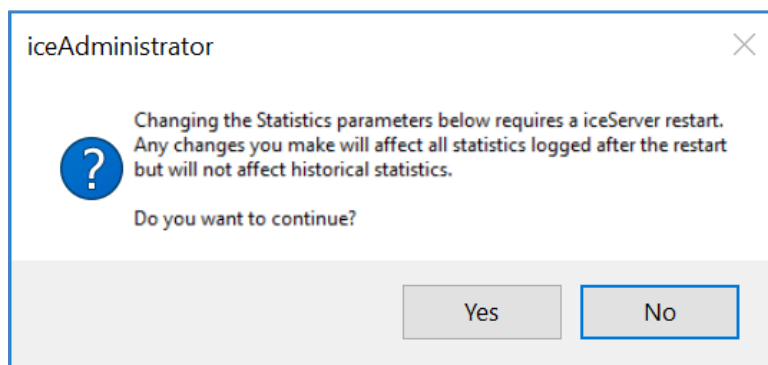 iceAdministrator
Changing the Statistics parameters below requires a iceServer restart.
Any changes you make will affect all statistics logged after the restart
but will not affect historical statistics.
Do you want to continue?
Yes
No